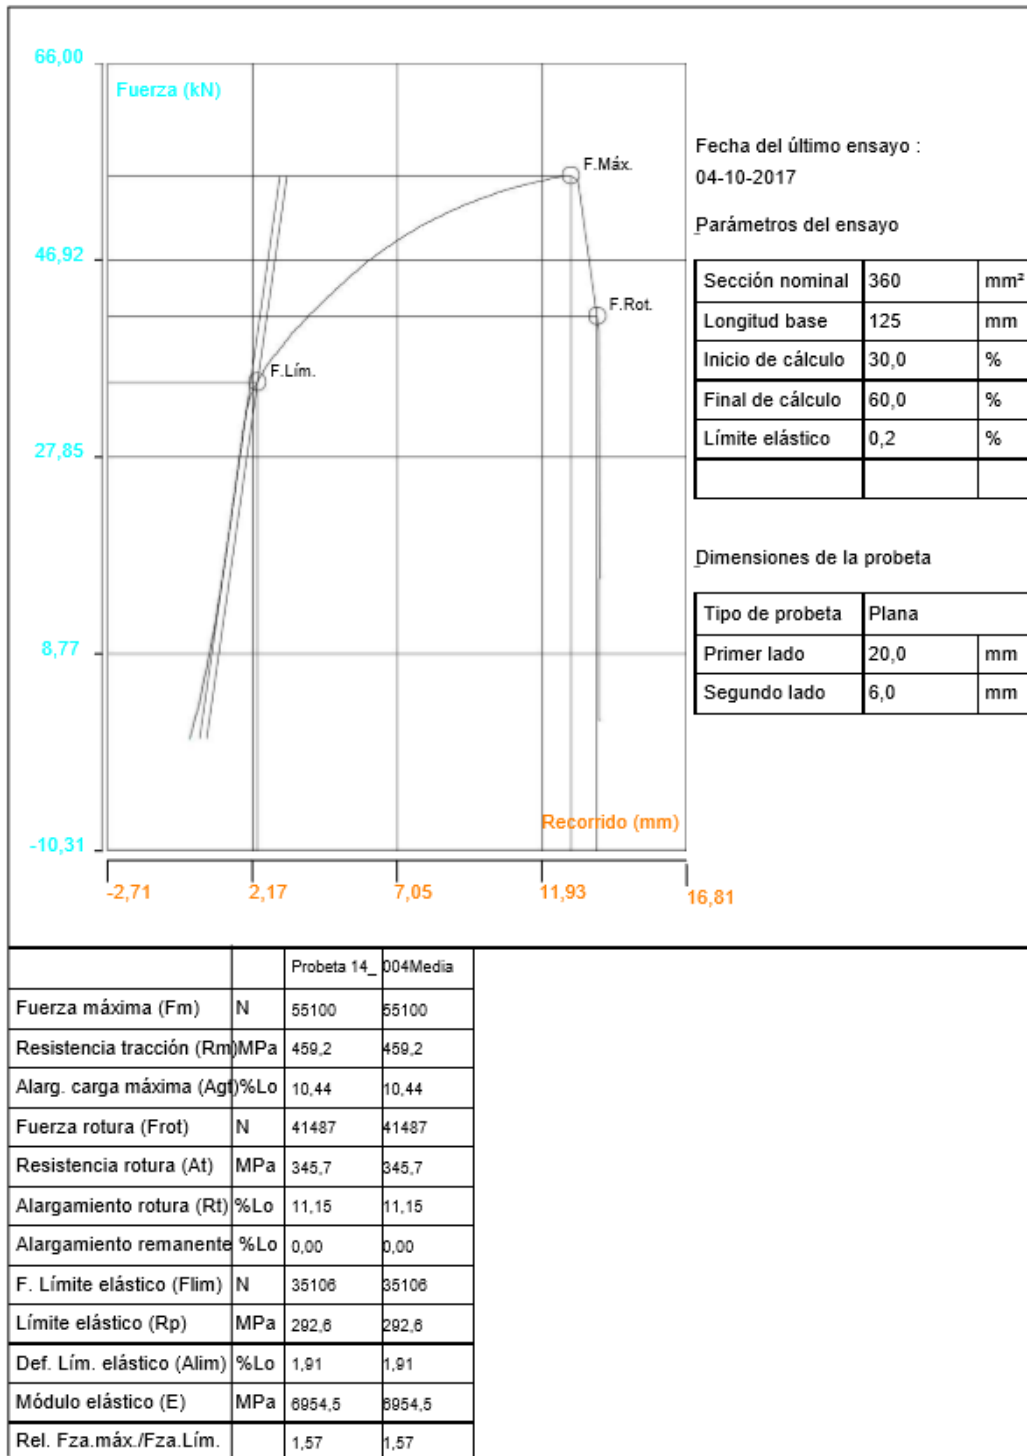 66,00
Fuerza (kN)
F.Máx.
46,92
F.Rot.
F.Lím.
27,85
8,77
Recorrido (mm)
-10,31
-2,71 2,17 7,05 11,93 16,81
Fecha del último ensayo :
04-10-2017
Parámetros del ensayo
Sección nominal 360 mm²
Longitud base 125 mm
Inicio de cálculo 30,0 %
Final de cálculo 60,0 %
Límite elástico 0,2 %
Dimensiones de la probeta
Tipo de probeta Plana
Primer lado 20,0 mm
Segundo lado 6,0 mm
Probeta 14_ 004Media
Fuerza máxima (Fm) N 55100 55100
Resistencia tracción (Rm) MPa 459,2 459,2
Alarg. carga máxima (Agt) %Lo 10,44 10,44
Fuerza rotura (Frot) N 41487 41487
Resistencia rotura (At) MPa 345,7 345,7
Alargamiento rotura (Rt) %Lo 11,15 11,15
Alargamiento remanente %Lo 0,00 0,00
F. Límite elástico (Flim) N 35106 35106
Límite elástico (Rp) MPa 292,6 292,6
Def. Lím. elástico (Alim) %Lo 1,91 1,91
Módulo elástico (E) MPa 6954,5 6954,5
Rel. Fza.máx./Fza.Lím. 1,57 1,57